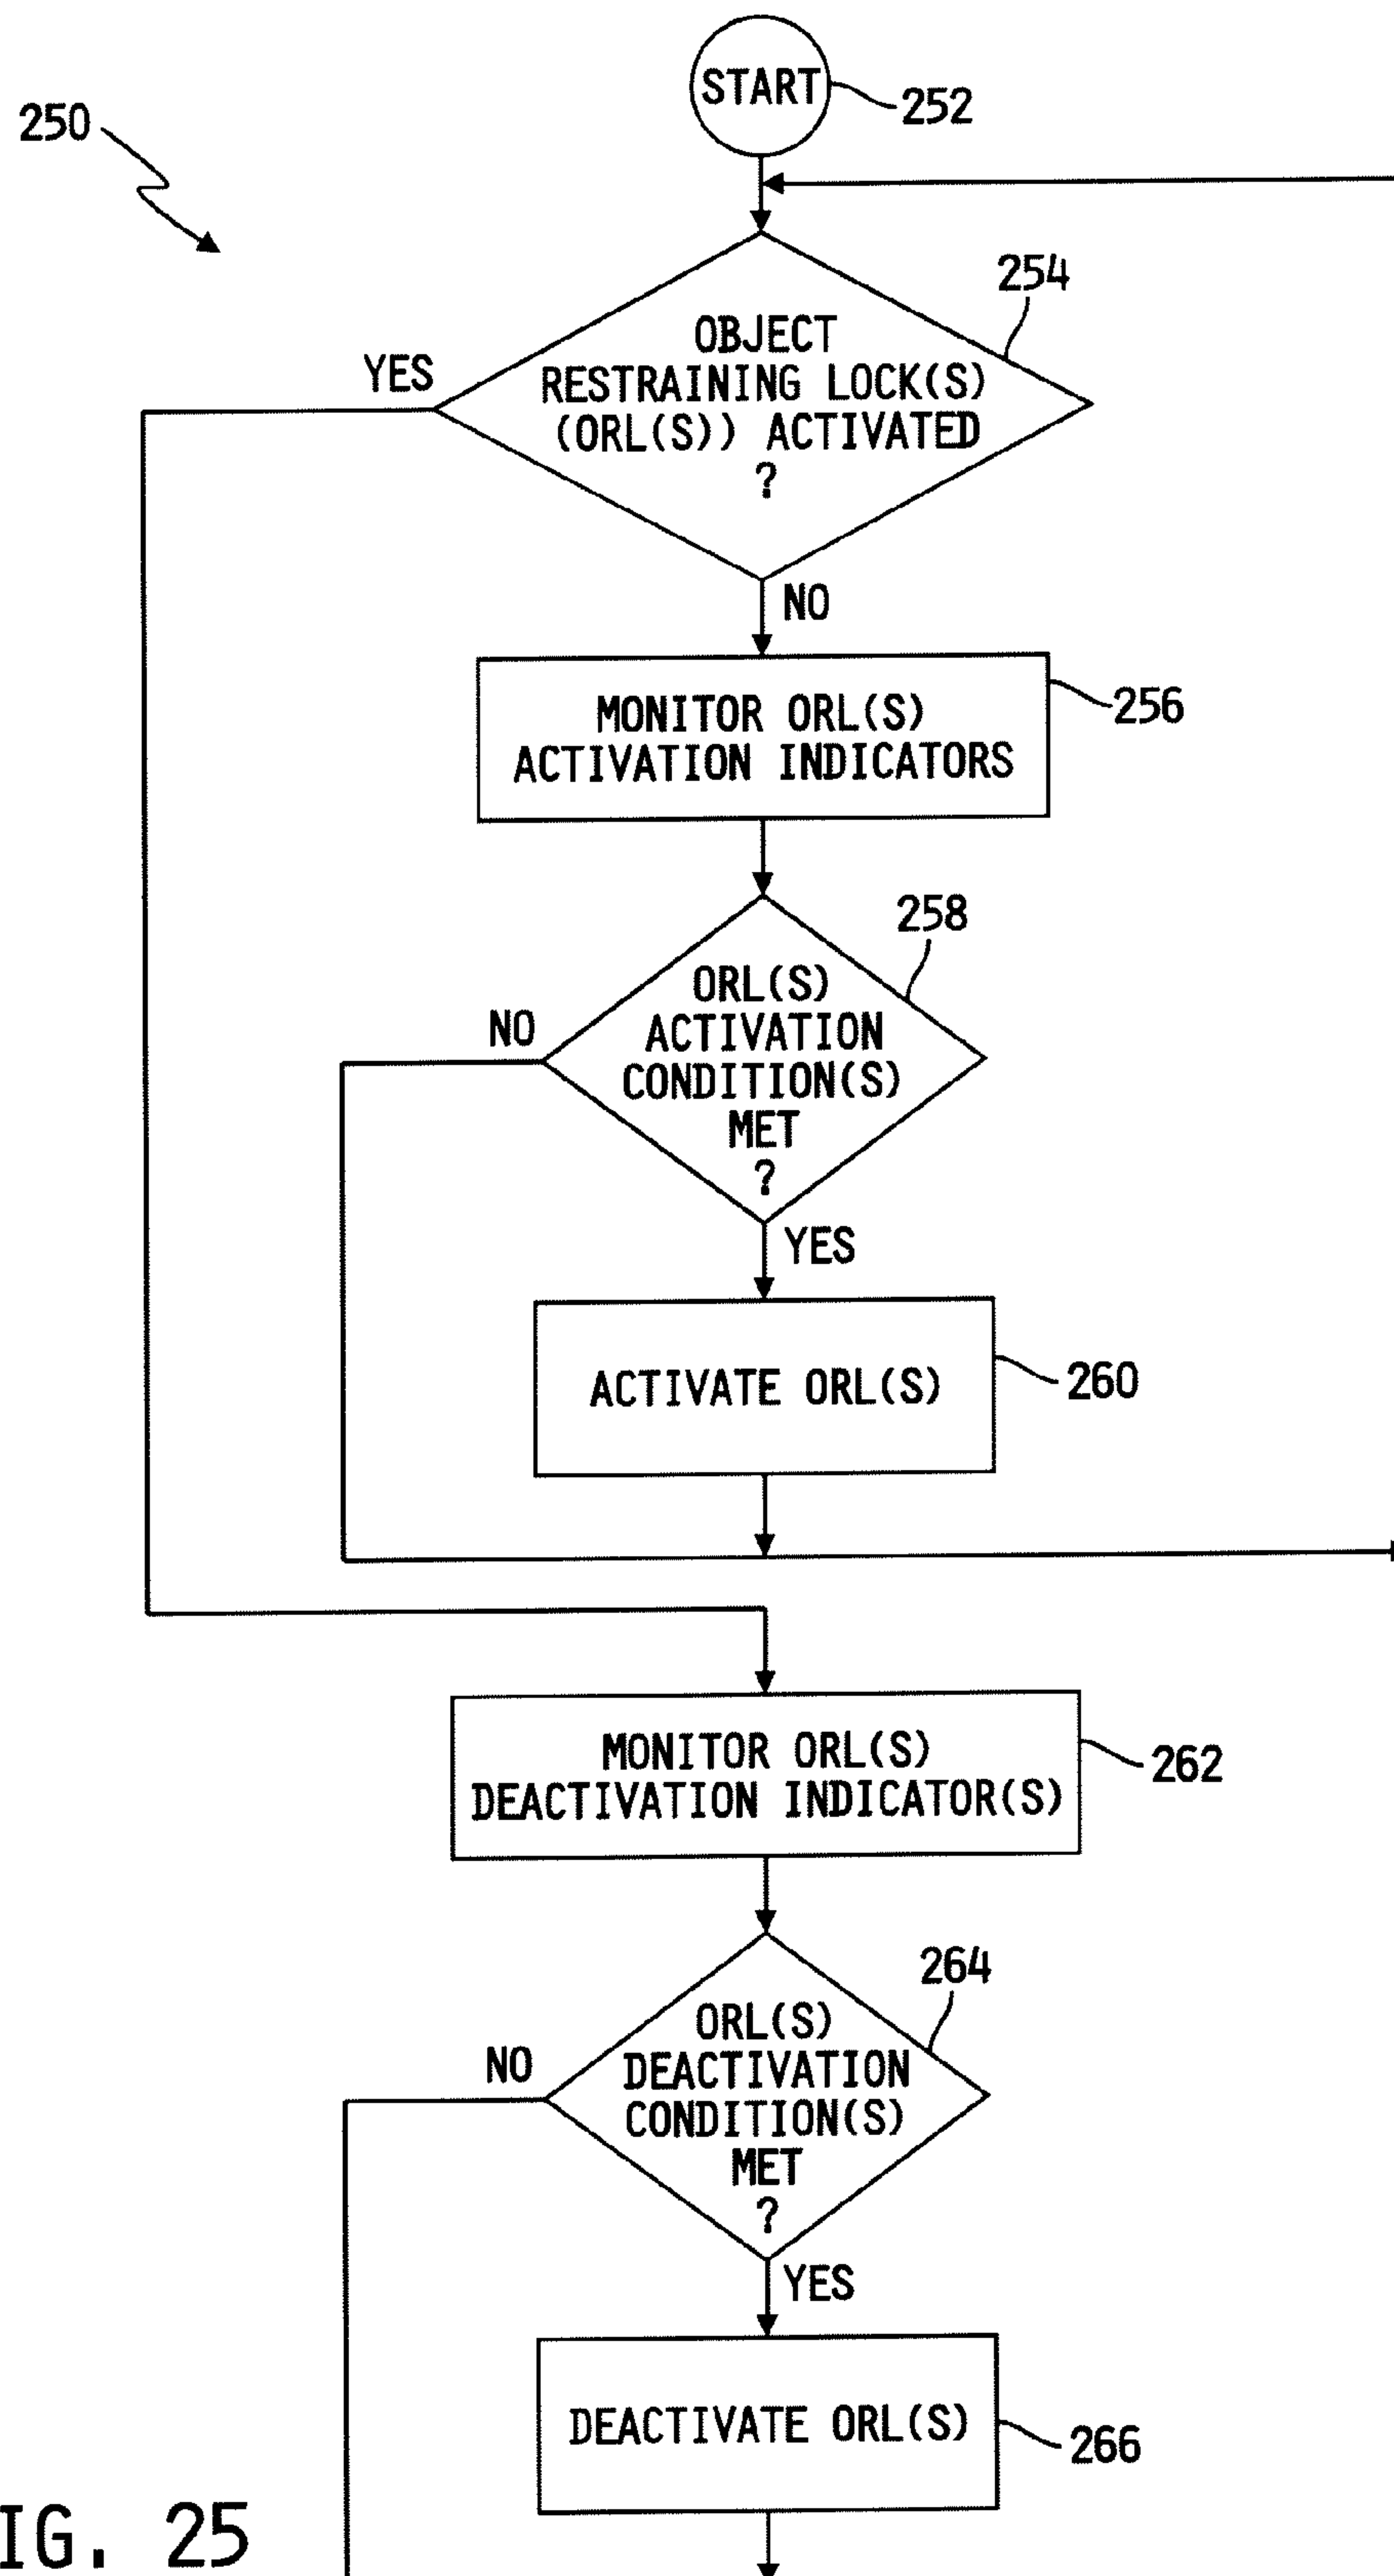 START
252
250
254
OBJECT
RESTRAINING LOCK(S)
(ORL(S)) ACTIVATED
?
YES
NO
MONITOR ORL(S)
ACTIVATION INDICATORS
256
258
ORL(S)
ACTIVATION
CONDITION(S)
MET
?
NO
YES
ACTIVATE ORL(S)
260
MONITOR ORL(S)
DEACTIVATION INDICATOR(S)
262
264
ORL(S)
DEACTIVATION
CONDITION(S)
MET
?
NO
YES
DEACTIVATE ORL(S)
266
IG. 25